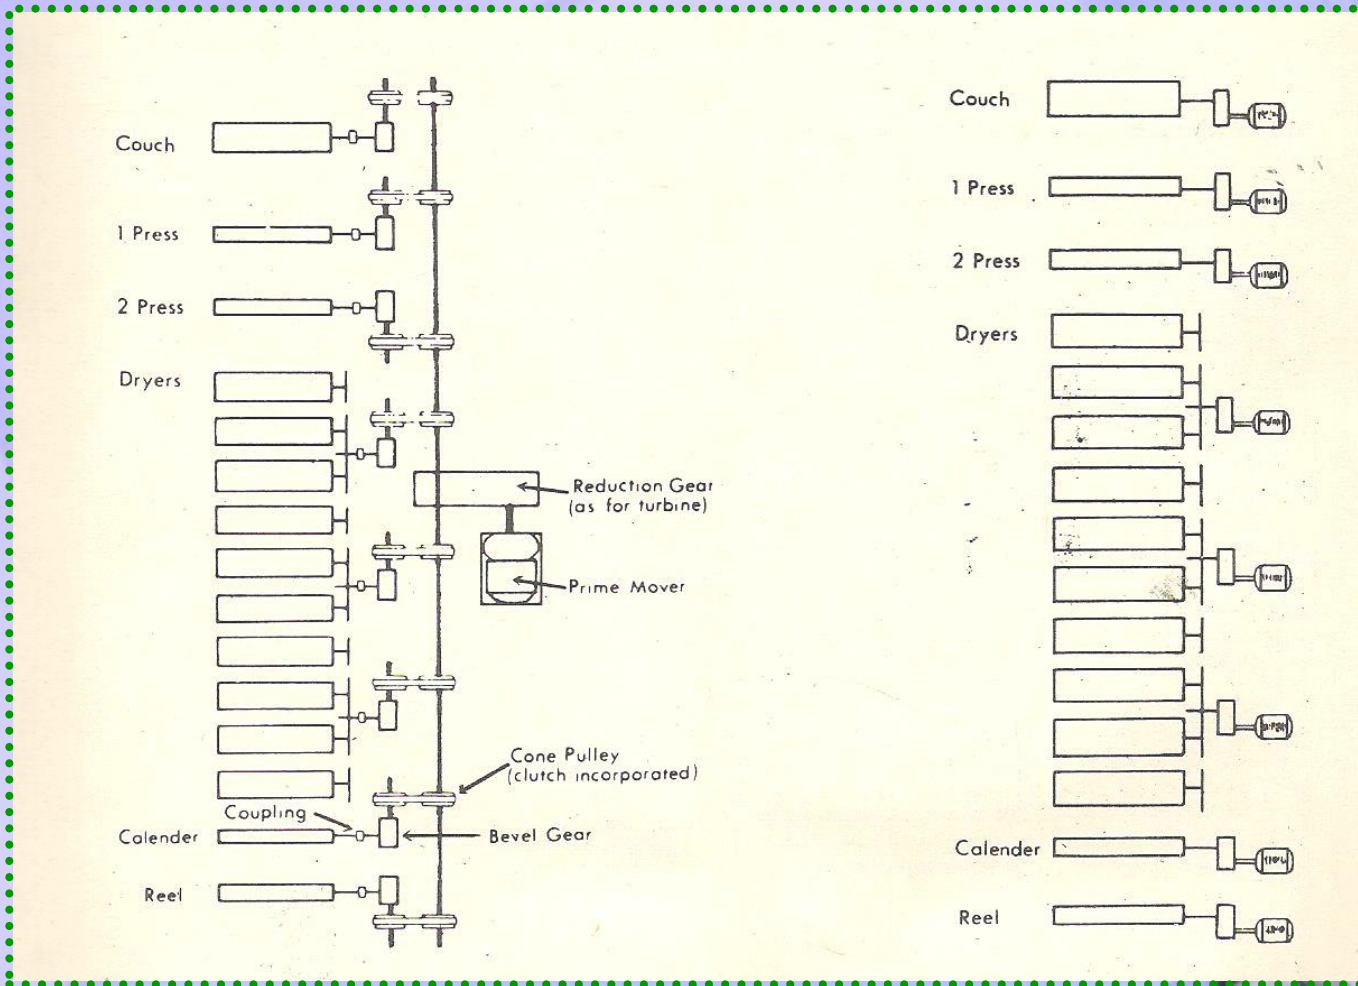 Couch
1 Press
2 Press
Dryers
Reduction Gear
(as for turbine)
Prime Mover
Cone Pulley
(clutch incorporated)
Coupling
Calender
Bevel Gear
Reel
Couch
1 Press
2 Press
Dryers
Calender
Reel